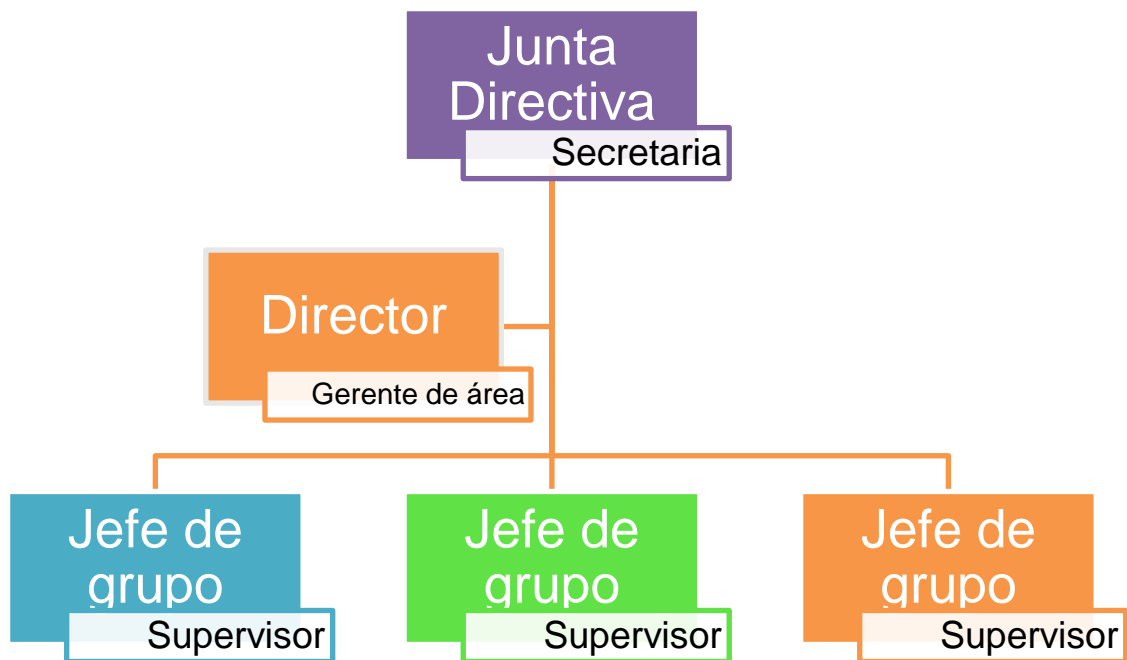 Junta
Directiva
Secretaria
Director
Gerente de área
Jefe de
grupo
Supervisor
Jefe de
grupo
Supervisor
Jefe de
grupo
Supervisor